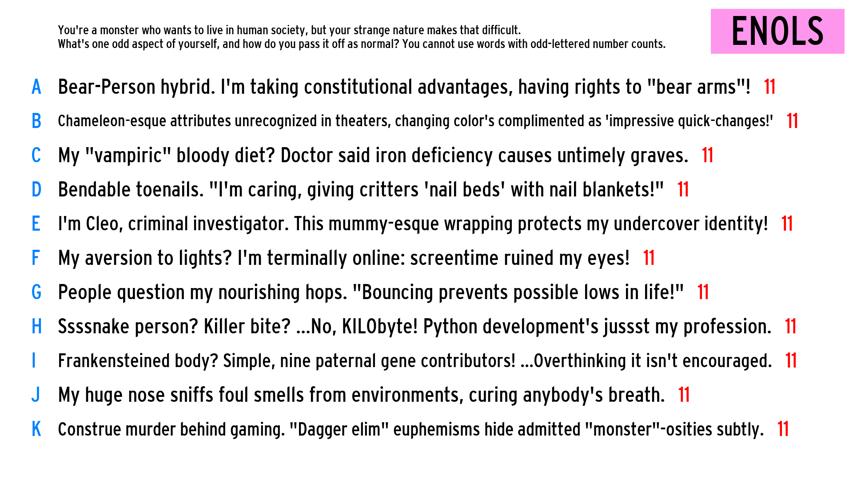 You're a monster who wants to live in human society, but your strange nature makes that difficult.
What's one odd aspect of yourself, and how do you pass it off as normal? You cannot use words with odd-lettered number counts.
ENOLS
A Bear-Person hybrid. I'm taking constitutional advantages, having rights to "bear arms"! 11
B Chameleon-esque attributes unrecognized in theaters, changing color's complimented as 'impressive quick-changes!' 11
C My "vampiric" bloody diet? Doctor said iron deficiency causes untimely graves. 11
D Bendable toenails. "I'm caring, giving critters 'nail beds' with nail blankets!" 11
E I'm Cleo, criminal investigator. This mummy-esque wrapping protects my undercover identity! 11
F My aversion to lights? I'm terminally online: screentime ruined my eyes! 11
G People question my nourishing hops. "Bouncing prevents possible lows in life!" 11
H Ssssnake person? Killer bite? ...No, KILObyte! Python development's jussst my profession. 11
I Frankensteined body? Simple, nine paternal gene contributors! ...Overthinking it isn't encouraged. 11
J My huge nose sniffs foul smells from environments, curing anybody's breath. 11
K Construe murder behind gaming. "Dagger elim" euphemisms hide admitted "monster"-osities subtly. 11